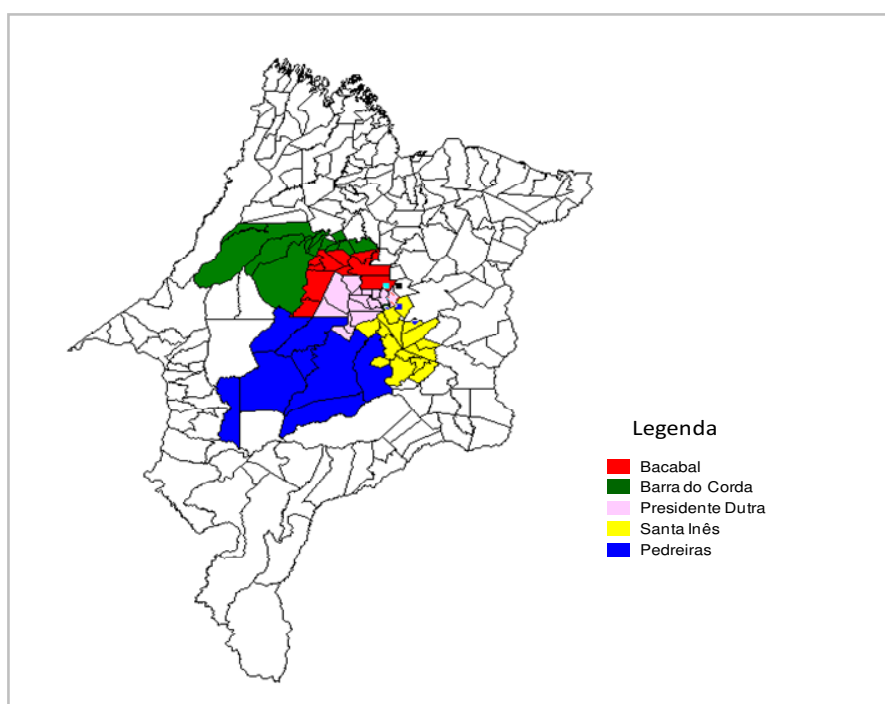 Legenda
Bacabal
Barra do Corda
Presidente Dutra
Santa Inês
Pedreiras